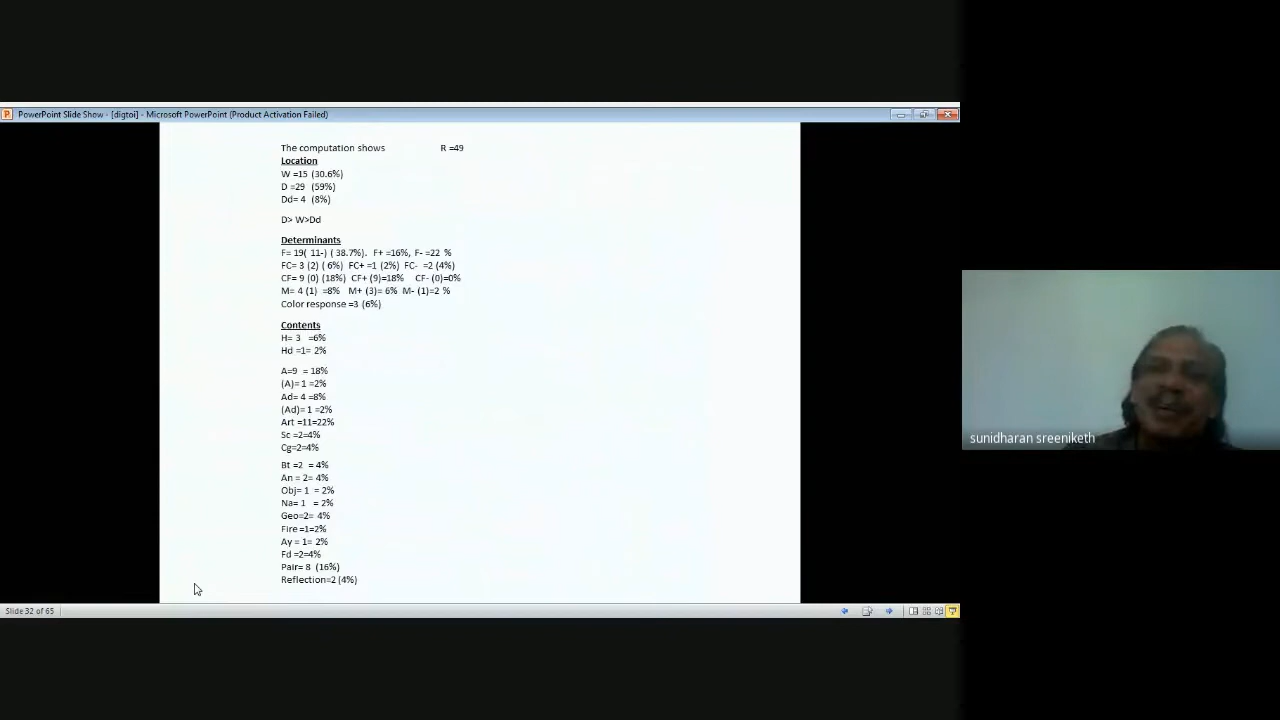 PowerPoint Slide Show - [digtoi] - Microsoft PowerPoint (Product Activation Failed)
The computation shows R =49
Location
W =15 (30.6%)
D =29 (59%)
Dd= 4 (8%)
D> W>Dd
Determinants
F= 19( 11-) ( 38.7%). F+ =16%, F- =22 %
FC= 3 (2) ( 6%) FC+ =1 (2%) FC- =2 (4%)
CF= 9 (0) (18%) CF+ (9)=18% CF- (0)=0%
M= 4 (1) =8% M+ (3)= 6% M- (1)=2 %
Color response =3 (6%)
Contents
H= 3 =6%
Hd =1= 2%
A=9 = 18%
(A)= 1 =2%
Ad= 4 =8%
(Ad)= 1 =2%
Art =11=22%
Sc =2=4%
Cg=2=4%
Bt =2 = 4%
An = 2= 4%
Obj= 1 = 2%
Na= 1 = 2%
Geo=2= 4%
Fire =1=2%
Ay = 1= 2%
Fd =2=4%
Pair= 8 (16%)
Reflection=2 (4%)
Slide 32 of 65
sunidharan sreeniketh